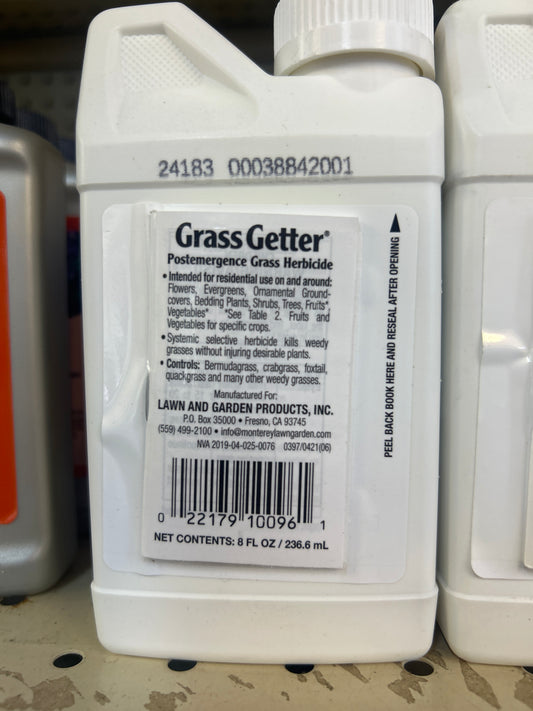 24183 00038842001
Grass Getter®
Postemergence Grass Herbicide
• Intended for residential use on and around:
Flowers, Evergreens, Ornamental Ground-
covers, Bedding Plants, Shrubs, Trees, Fruits*,
Vegetables* *See Table 2. Fruits and
Vegetables for specific crops.
• Systemic selective herbicide kills weedy
grasses without injuring desirable plants.
• Controls: Bermudagrass, crabgrass, foxtail,
quackgrass and many other weedy grasses.
Manufactured For:
LAWN AND GARDEN PRODUCTS, INC.
P.O. Box 35000 • Fresno, CA 93745
(559) 499-2100 • info@montereylawngarden.com
NVA 2019-04-025-0076 0397/0421(06)
0 22179 10096 1
NET CONTENTS: 8 FL OZ / 236.6 mL
PEEL BACK BOOK HERE AND RESEAL AFTER OPENING